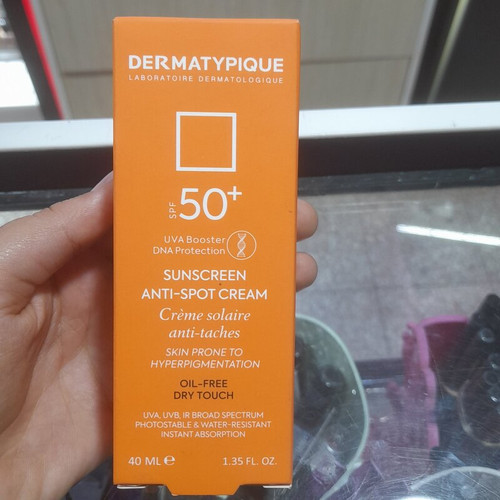 DERMATYPIQUE
LABORATOIRE DERMATOLOGIQUE
SPF 50+
UVA Booster
DNA Protection
SUNSCREEN
ANTI-SPOT CREAM
Crème solaire
anti-taches
SKIN PRONE TO
HYPERPIGMENTATION
OIL-FREE
DRY TOUCH
UVA, UVB, IR BROAD SPECTRUM
PHOTOSTABLE & WATER-RESISTANT
INSTANT ABSORPTION
40 ML ℮ 1.35 FL. OZ.